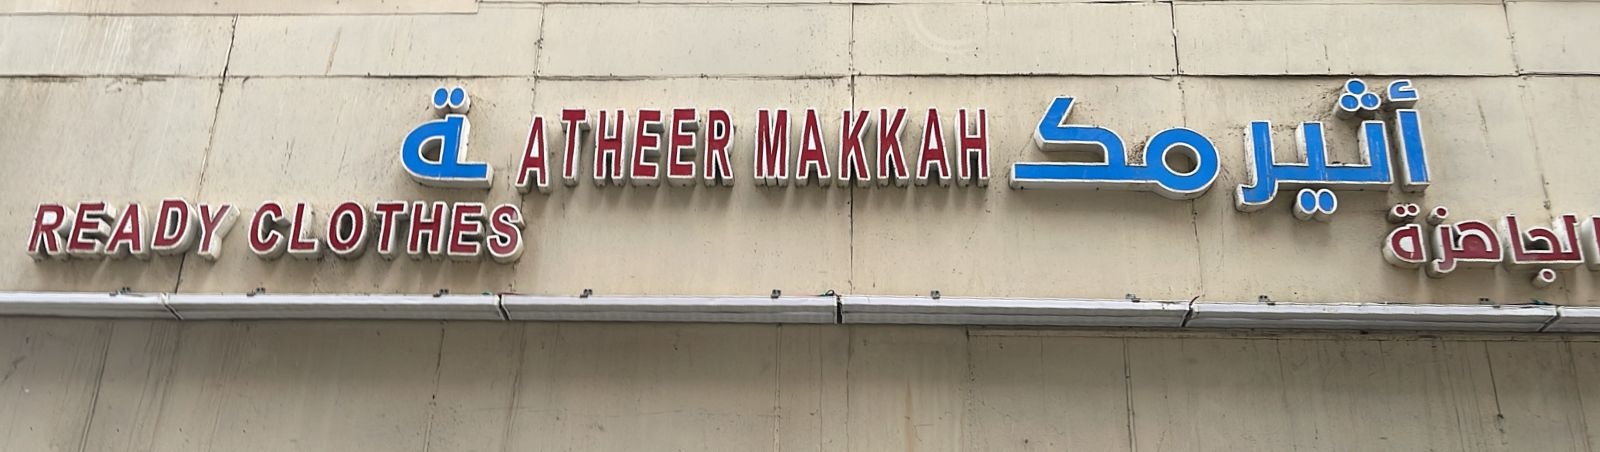 أثير مكة
ATHEER MAKKAH
READY CLOTHES
الجاهزة